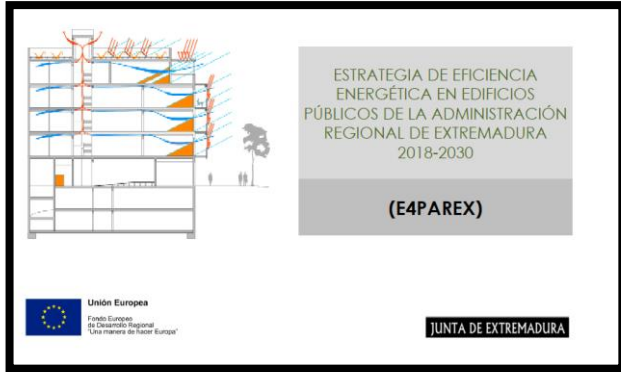 ESTRATEGIA DE EFICIENCIA
ENERGÉTICA EN EDIFICIOS
PÚBLICOS DE LA ADMINISTRACIÓN
REGIONAL DE EXTREMADURA
2018-2030
(E4PAREX)
Unión Europea
Fondo Europeo
de Desarrollo Regional
"Una manera de hacer Europa"
JUNTA DE EXTREMADURA